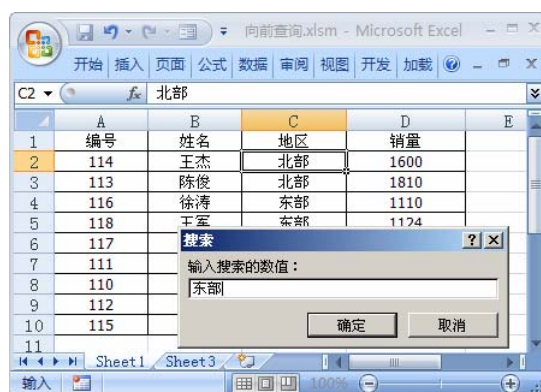 向前查询.xlsm - Microsoft Excel
开始 插入 页面 公式 数据 审阅 视图 开发 加载
C2 fx 北部
A B C D E
1 编号 姓名 地区 销量
2 114 王杰 北部 1600
3 113 陈俊 北部 1810
4 116 徐涛 东部 1110
5 118 王军 东部 1124
6 117
7 111
8 110
9 112
10 115
11
搜索
输入搜索的数值：
东部
确定 取消
Sheet1 Sheet3
输入 100%